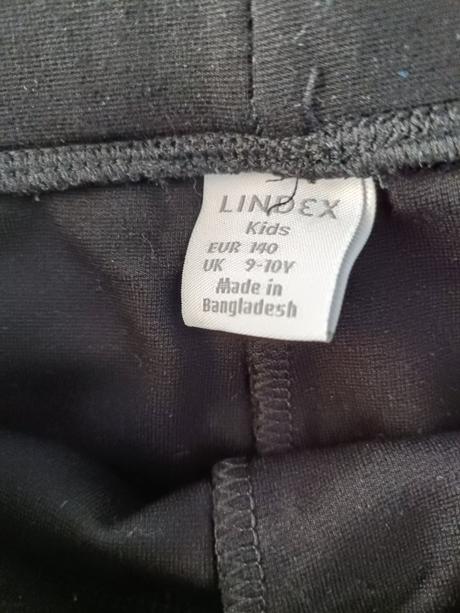 LINDEX
Kids
EUR 140
UK 9-10Y
Made in
Bangladesh